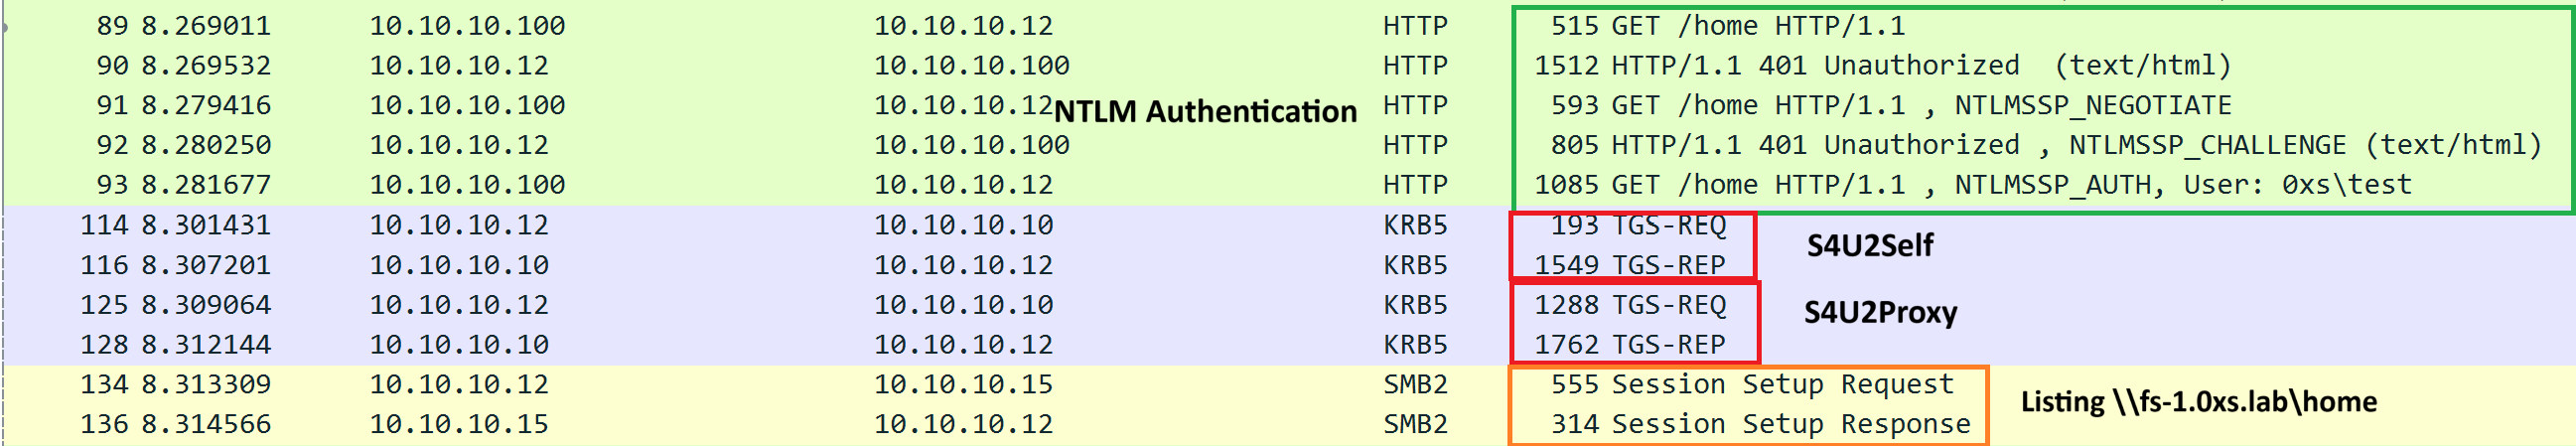 89 8.269011 10.10.10.100 10.10.10.12 HTTP 515 GET /home HTTP/1.1
90 8.269532 10.10.10.12 10.10.10.100 HTTP 1512 HTTP/1.1 401 Unauthorized (text/html)
91 8.279416 10.10.10.100 10.10.10.12 NTLM Authentication HTTP 593 GET /home HTTP/1.1 , NTLMSSP_NEGOTIATE
92 8.280250 10.10.10.12 10.10.10.100 HTTP 805 HTTP/1.1 401 Unauthorized , NTLMSSP_CHALLENGE (text/html)
93 8.281677 10.10.10.100 10.10.10.12 HTTP 1085 GET /home HTTP/1.1 , NTLMSSP_AUTH, User: 0xs\test
114 8.301431 10.10.10.12 10.10.10.10 KRB5 193 TGS-REQ S4U2Self
116 8.307201 10.10.10.10 10.10.10.12 KRB5 1549 TGS-REP
125 8.309064 10.10.10.12 10.10.10.10 KRB5 1288 TGS-REQ S4U2Proxy
128 8.312144 10.10.10.10 10.10.10.12 KRB5 1762 TGS-REP
134 8.313309 10.10.10.12 10.10.10.15 SMB2 555 Session Setup Request Listing \\fs-1.0xs.lab\home
136 8.314566 10.10.10.15 10.10.10.12 SMB2 314 Session Setup Response